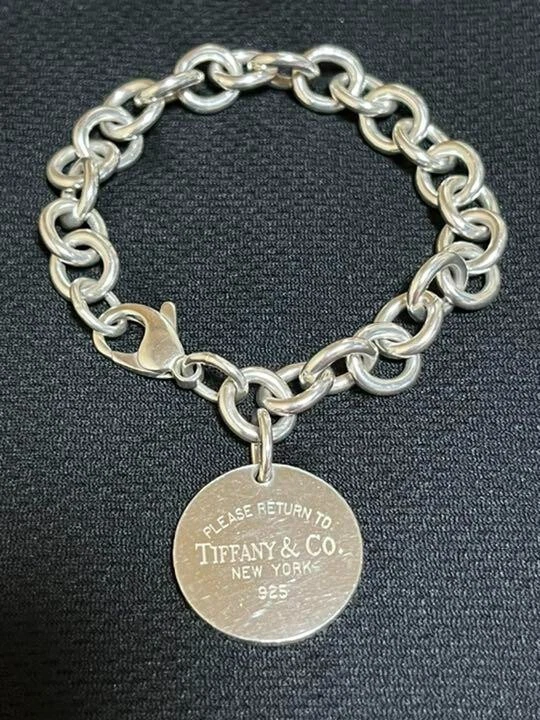 PLEASE RETURN TO
TIFFANY & CO.
NEW YORK
925